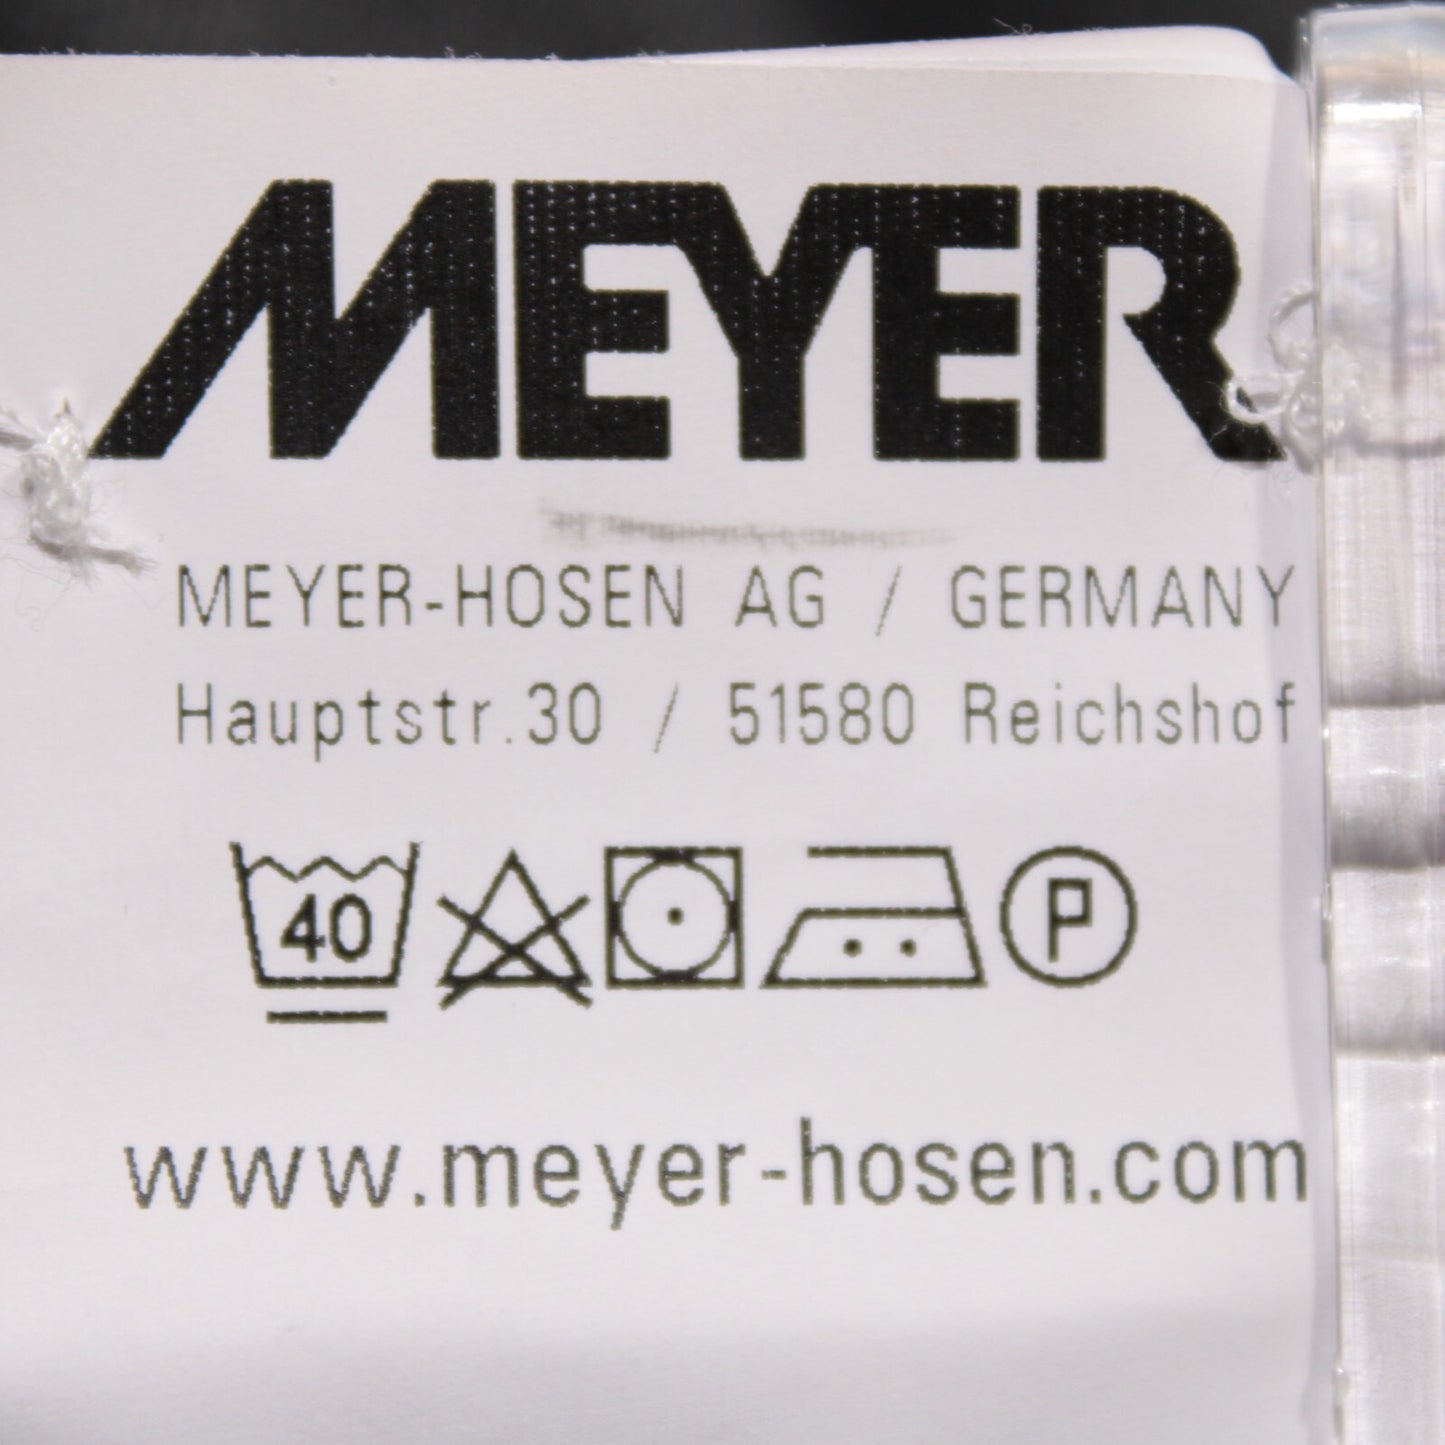 MEYER
MEYER-HOSEN AG / GERMANY
Hauptstr.30 / 51580 Reichshof
40 P
www.meyer-hosen.com